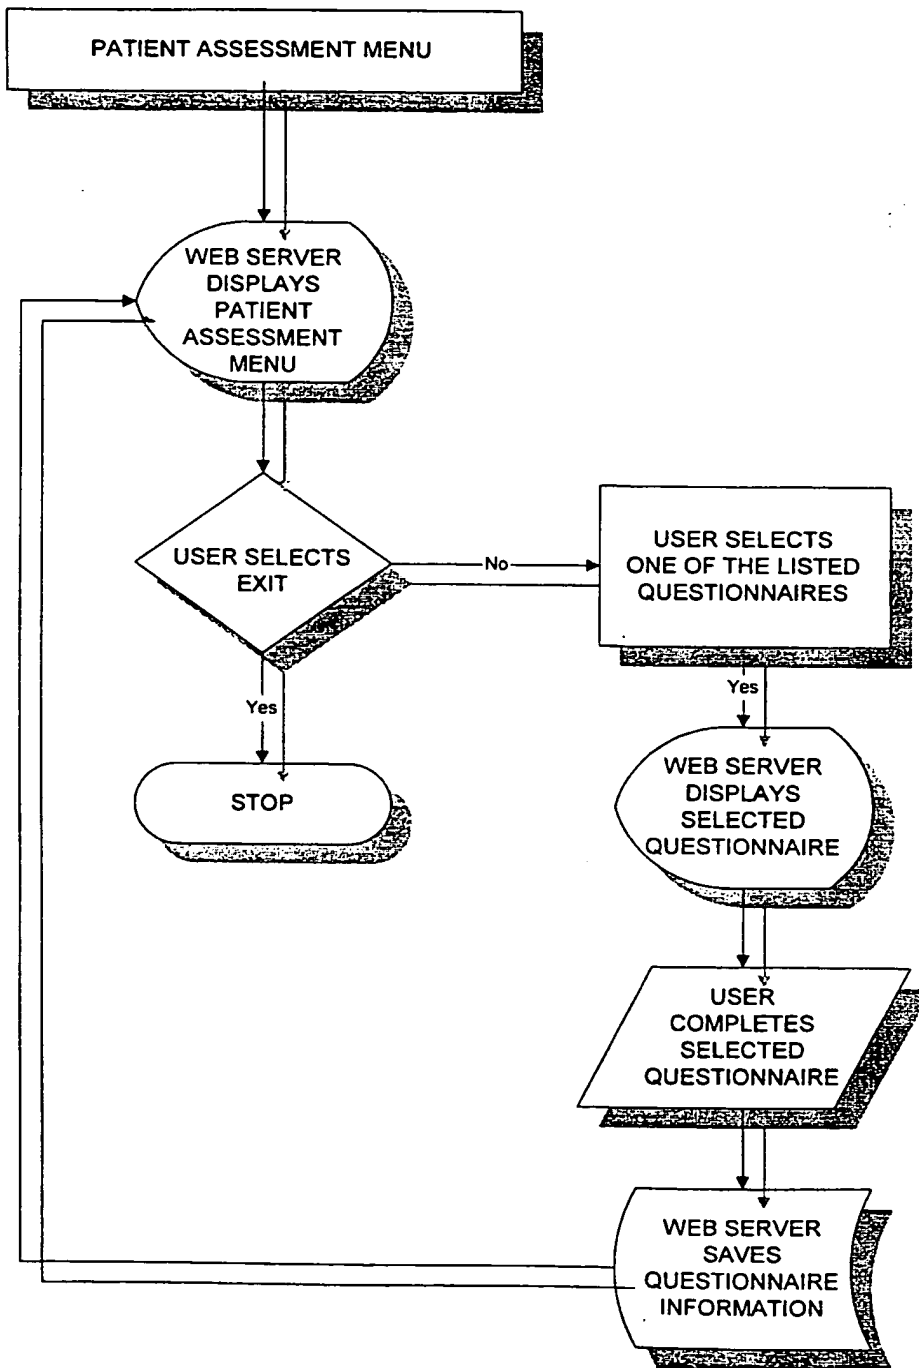 PATIENT ASSESSMENT MENU
WEB SERVER
DISPLAYS
PATIENT
ASSESSMENT
MENU
USER SELECTS
EXIT
No
USER SELECTS
ONE OF THE LISTED
QUESTIONNAIRES
Yes
STOP
Yes
WEB SERVER
DISPLAYS
SELECTED
QUESTIONNAIRE
USER
COMPLETES
SELECTED
QUESTIONNAIRE
WEB SERVER
SAVES
QUESTIONNAIRE
INFORMATION